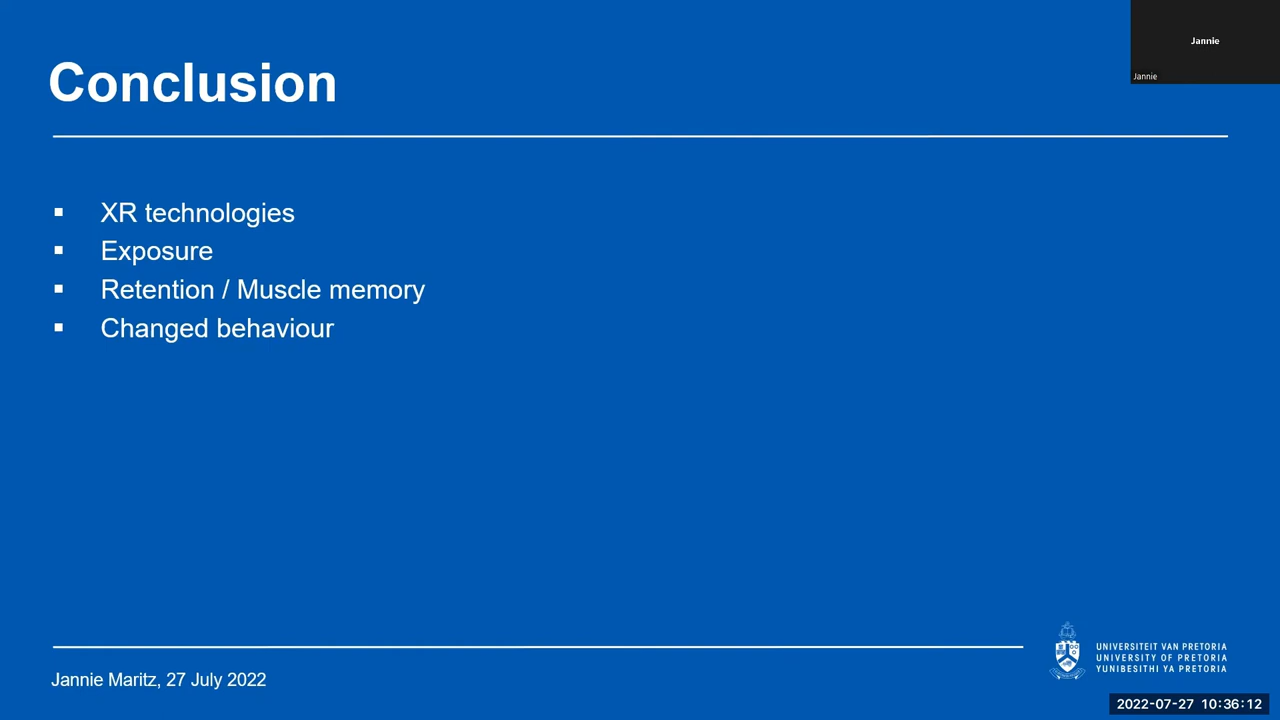 Jannie
Jannie
Conclusion
▪ XR technologies
▪ Exposure
▪ Retention / Muscle memory
▪ Changed behaviour
UNIVERSITEIT VAN PRETORIA
UNIVERSITY OF PRETORIA
YUNIBESITHI YA PRETORIA
Jannie Maritz, 27 July 2022
2022-07-27 10:36:12